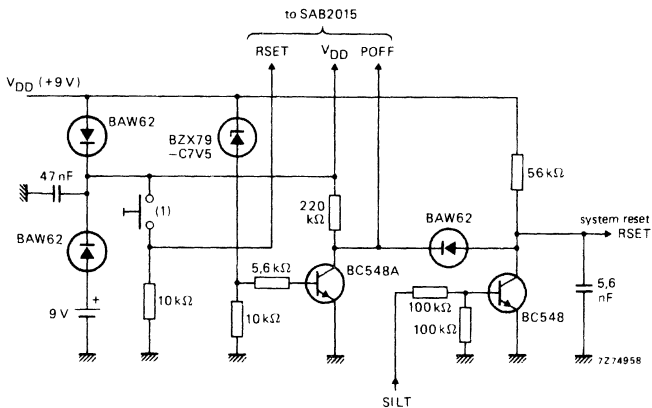 to SAB2015
RSET VDD POFF
VDD (+9 V)
BAW62
BZX79
-C7V5
47 nF
(1)
220
kΩ
56 kΩ
BAW62
BAW62
system reset
RSET
5,6 kΩ
BC548A
9 V
+
10 kΩ
10 kΩ
100 kΩ
100 kΩ
BC548
5,6
nF
7Z74958
SILT